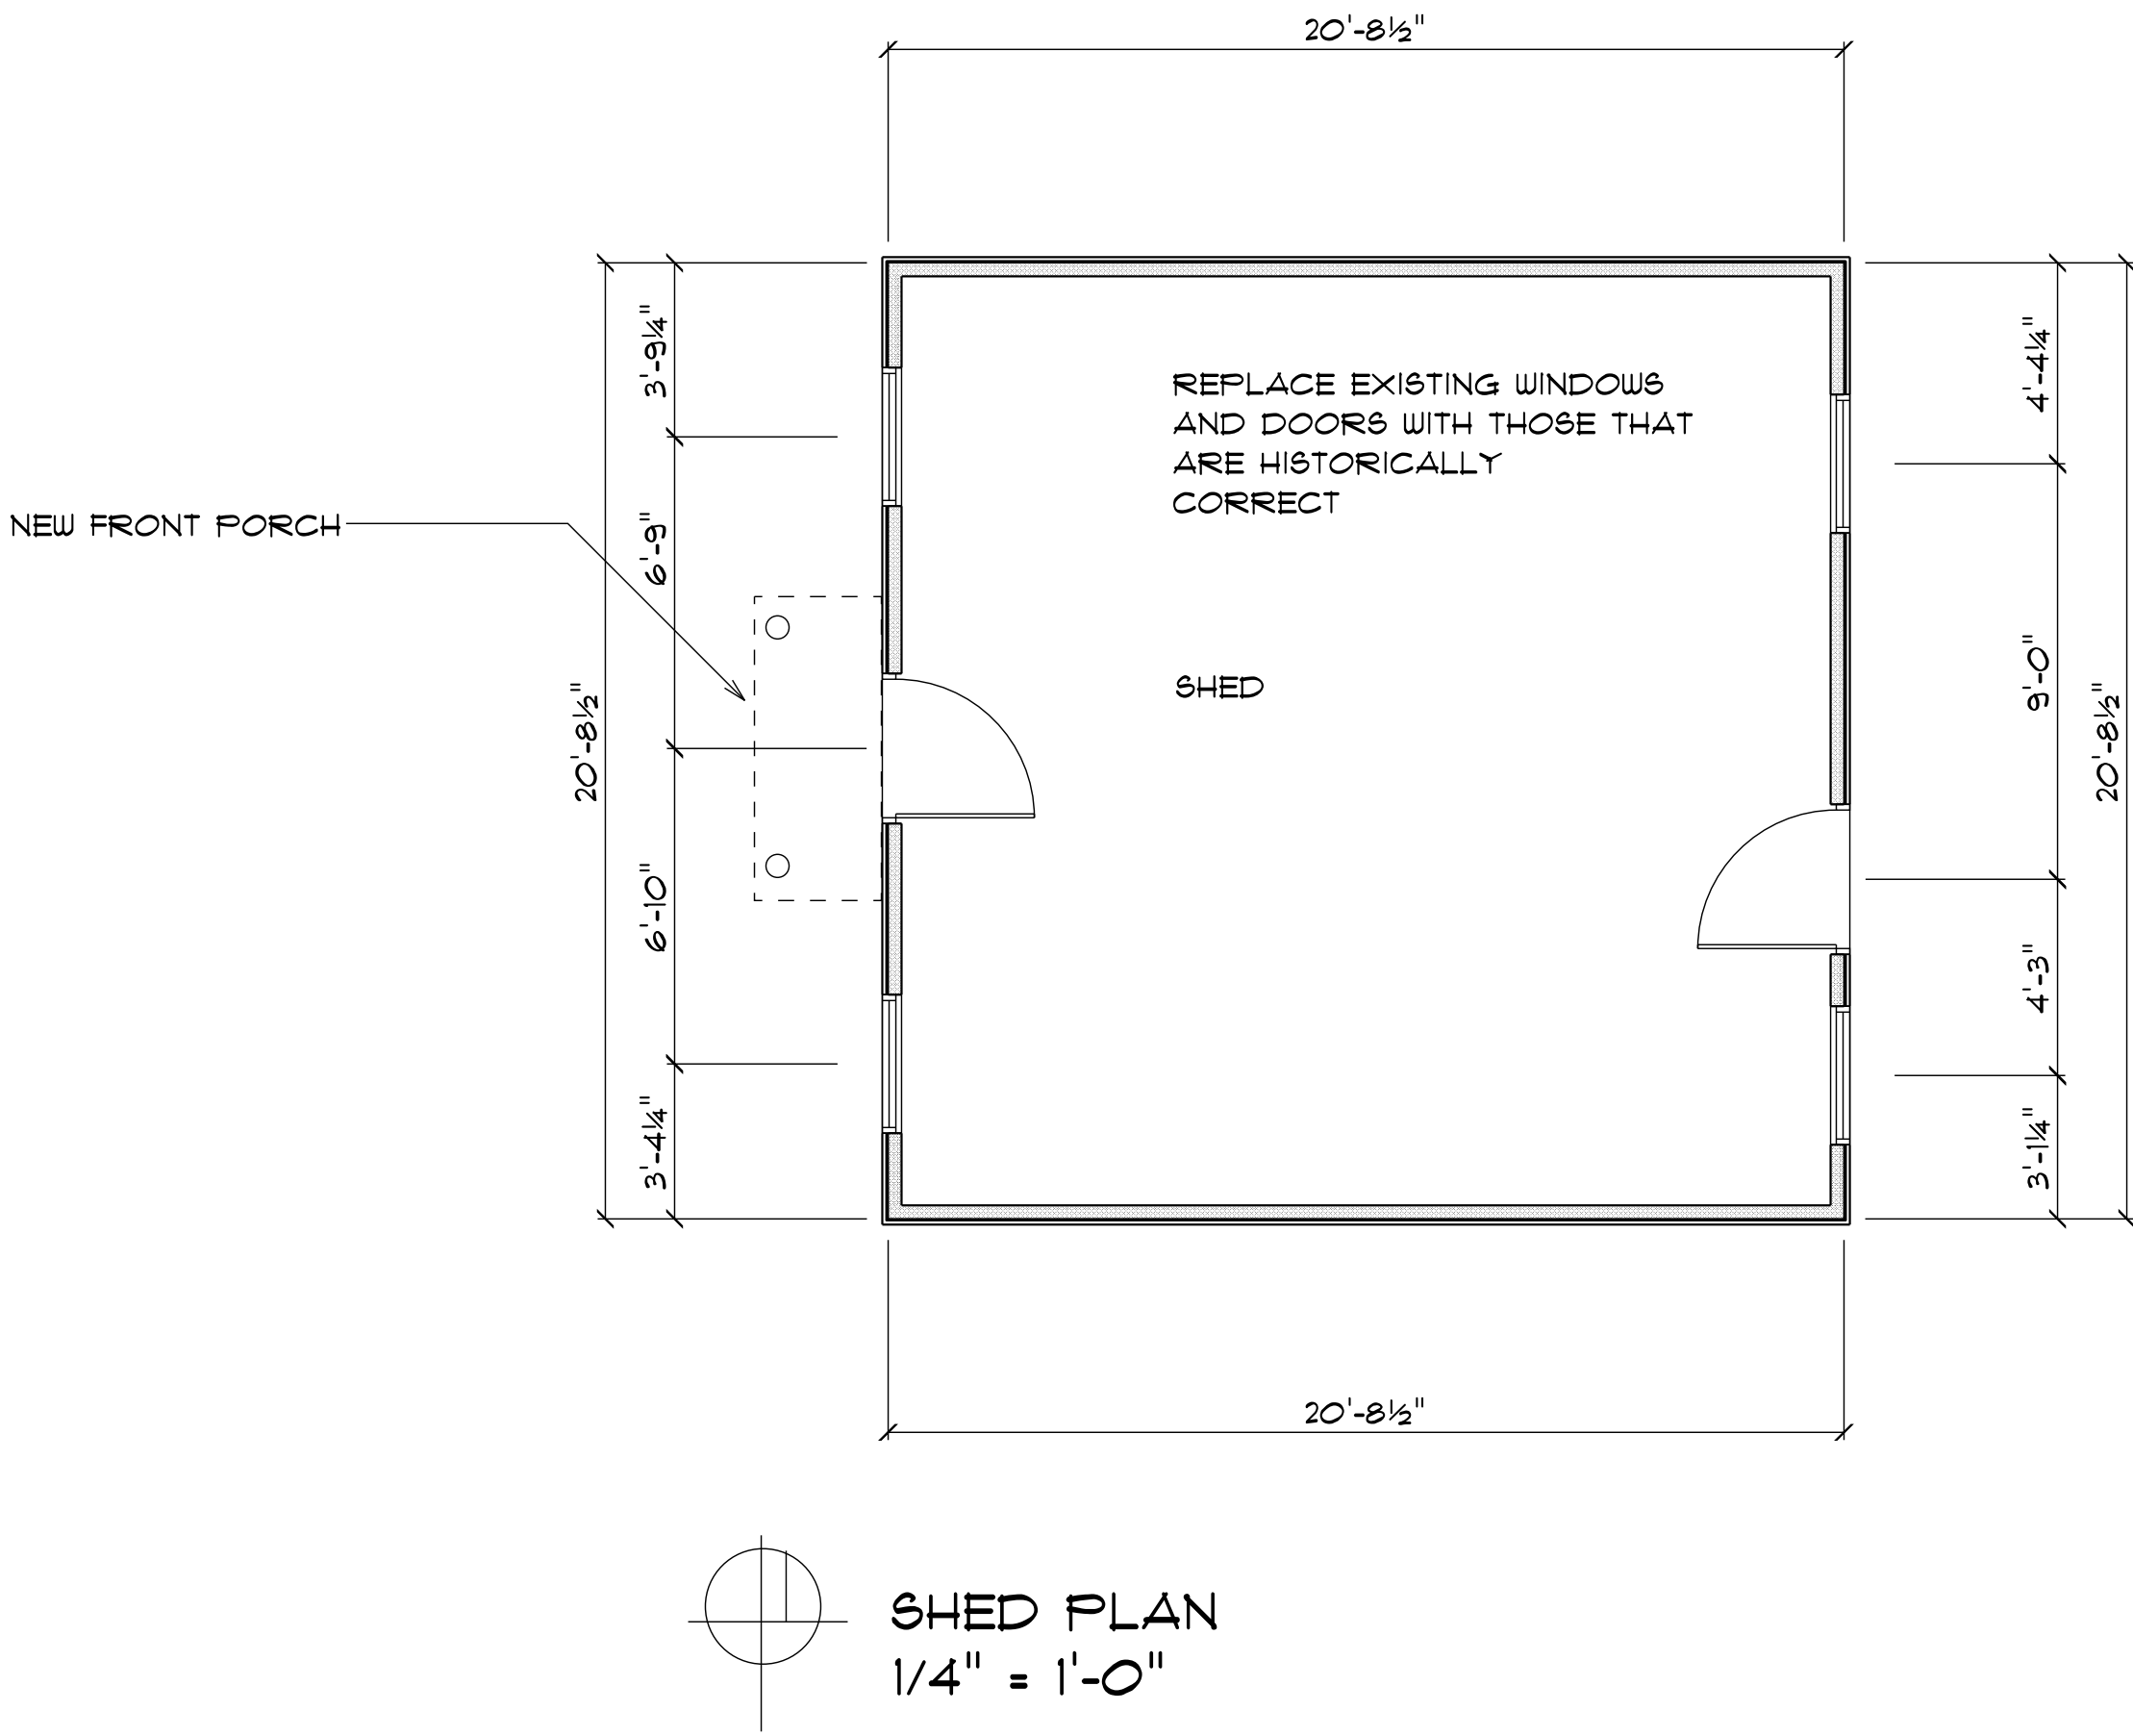 20'-8½"
3'-9¼"
4'-4¼"
REPLACE EXISTING WINDOWS
AND DOORS WITH THOSE THAT
ARE HISTORICALLY
CORRECT
NEW FRONT PORCH
6'-9"
9'-0"
SHED
20'-8½"
20'-8½"
6'-10"
4'-3"
3'-4¼"
3'-1¼"
20'-8½"
SHED PLAN
1/4" = 1'-0"